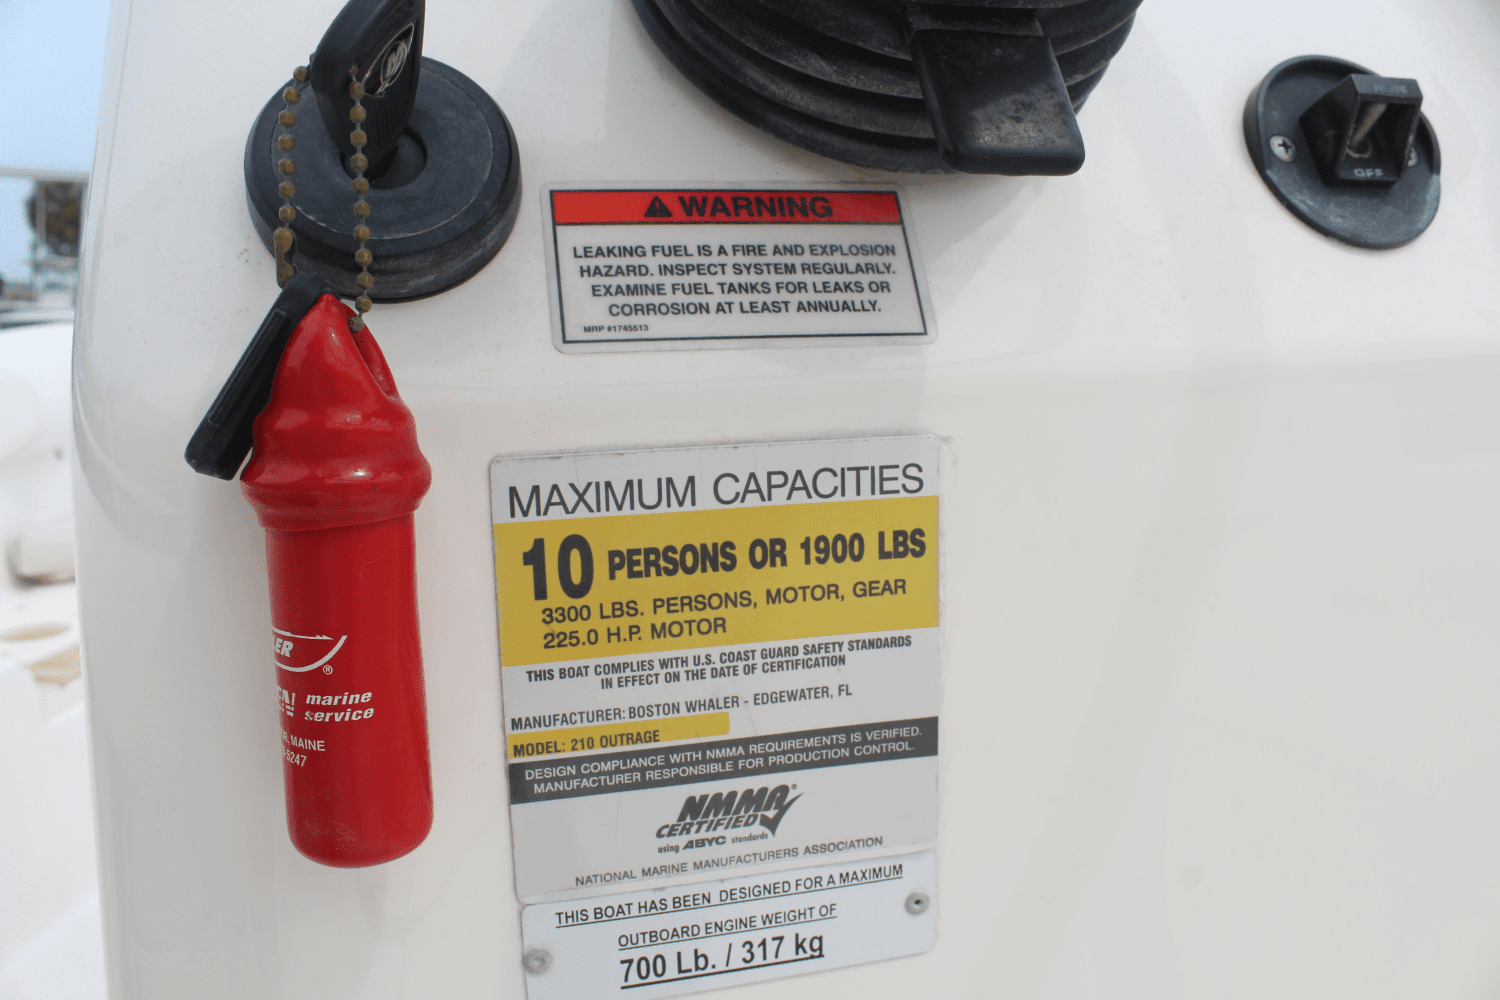 M
RUN
OFF
WARNING
LEAKING FUEL IS A FIRE AND EXPLOSION
HAZARD. INSPECT SYSTEM REGULARLY.
EXAMINE FUEL TANKS FOR LEAKS OR
CORROSION AT LEAST ANNUALLY.
MRP #1745513
LER
®
EN! marine
service
OR, MAINE
-5247
MAXIMUM CAPACITIES
10 PERSONS OR 1900 LBS
3300 LBS. PERSONS, MOTOR, GEAR
225.0 H.P. MOTOR
THIS BOAT COMPLIES WITH U.S. COAST GUARD SAFETY STANDARDS
IN EFFECT ON THE DATE OF CERTIFICATION
MANUFACTURER: BOSTON WHALER - EDGEWATER, FL
MODEL: 210 OUTRAGE
DESIGN COMPLIANCE WITH NMMA REQUIREMENTS IS VERIFIED.
MANUFACTURER RESPONSIBLE FOR PRODUCTION CONTROL.
NMMA®
CERTIFIED
using ABYC standards
NATIONAL MARINE MANUFACTURERS ASSOCIATION
THIS BOAT HAS BEEN DESIGNED FOR A MAXIMUM
OUTBOARD ENGINE WEIGHT OF
700 Lb. / 317 kg